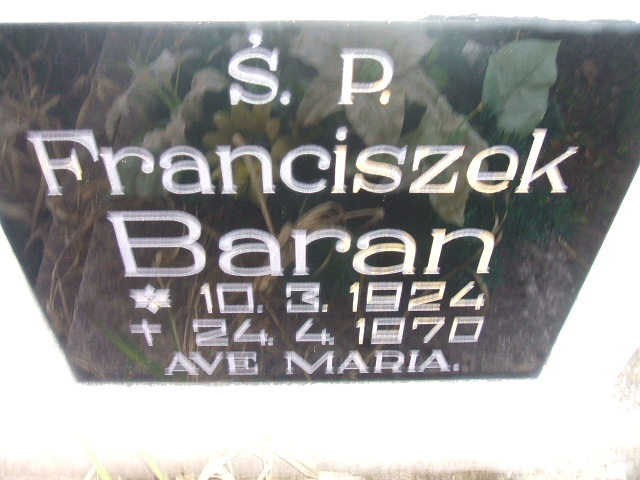 Ś. P.
Franciszek
Baran
* 10. 3. 1924
+ 24. 4. 1970
AVE MARIA.